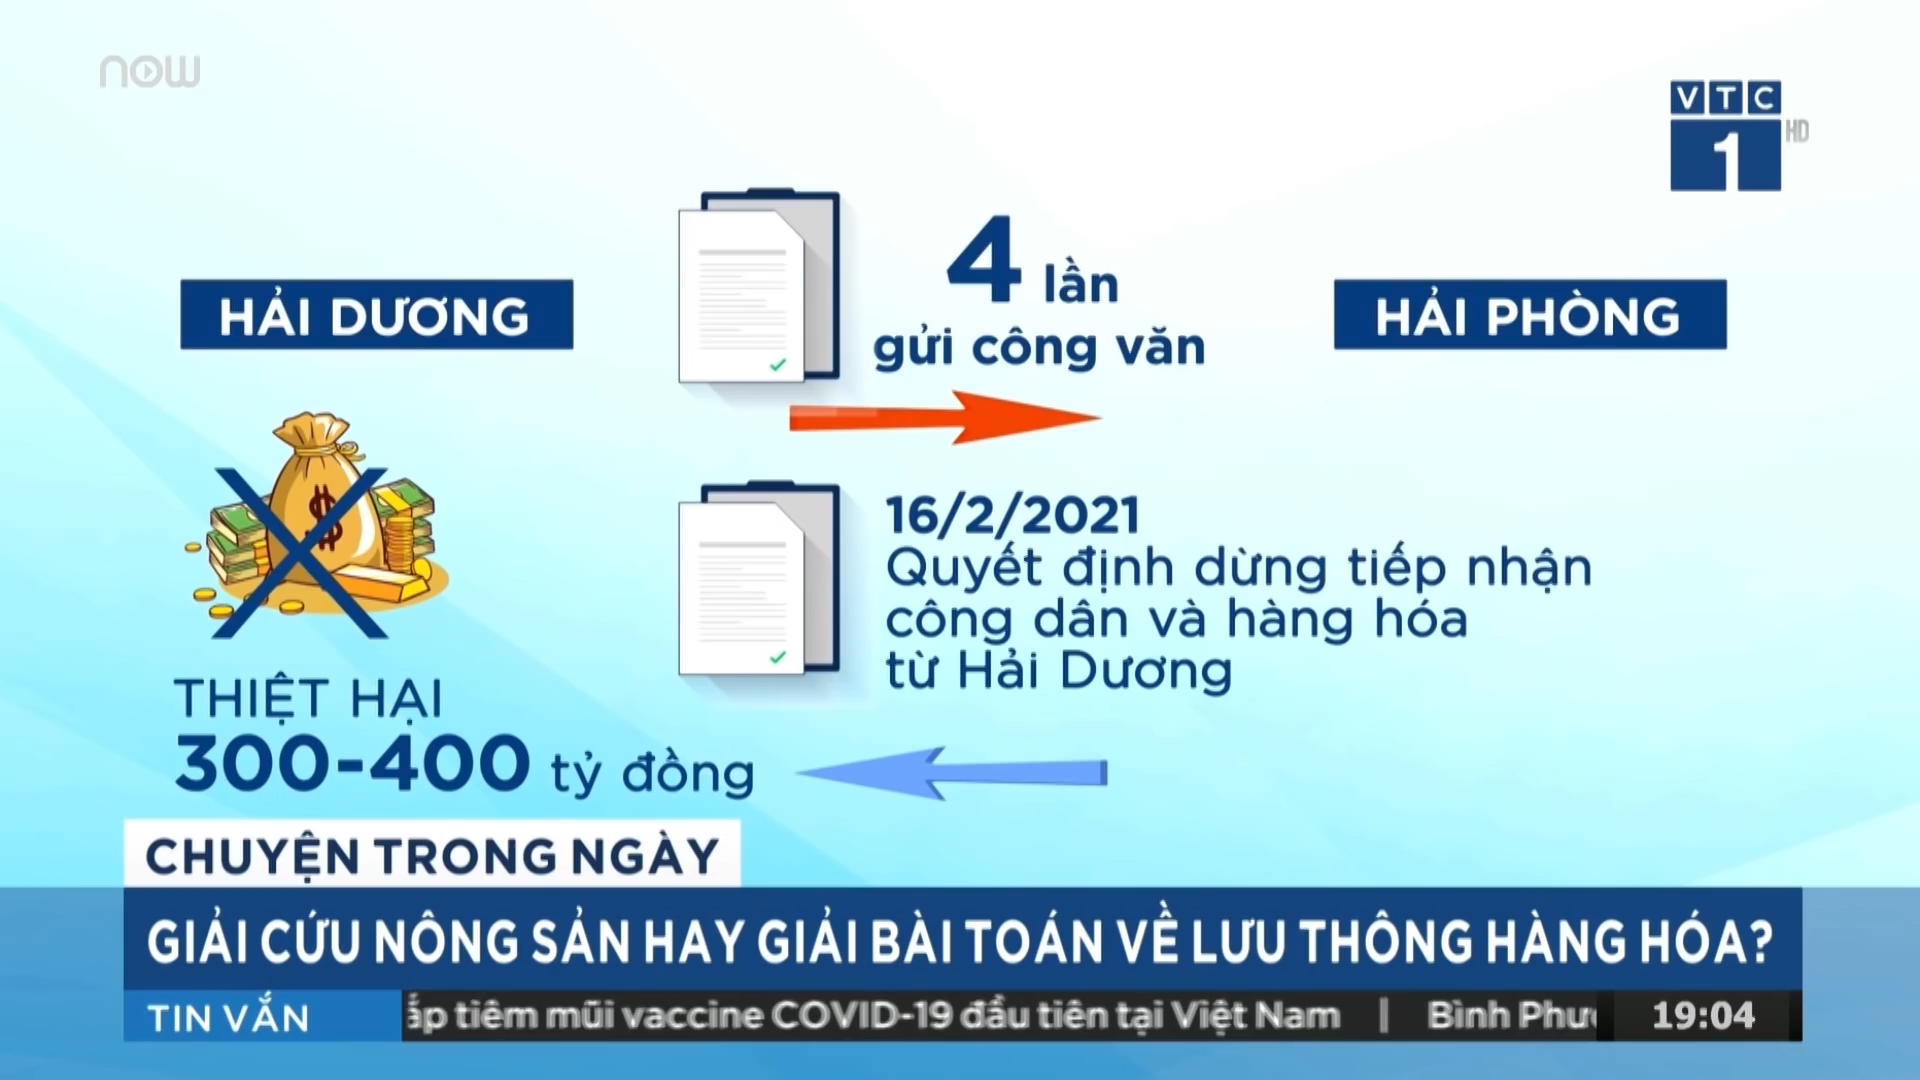 now
VTC
1 HD
4 lần
gửi công văn
HẢI DƯƠNG
HẢI PHÒNG
16/2/2021
Quyết định dừng tiếp nhận
công dân và hàng hóa
từ Hải Dương
$
THIỆT HẠI
300-400 tỷ đồng
CHUYỆN TRONG NGÀY
GIẢI CỨU NÔNG SẢN HAY GIẢI BÀI TOÁN VỀ LƯU THÔNG HÀNG HÓA?
TIN VẮN
tiêm mũi vaccine COVID-19 đầu tiên tại Việt Nam | Bình
19:04